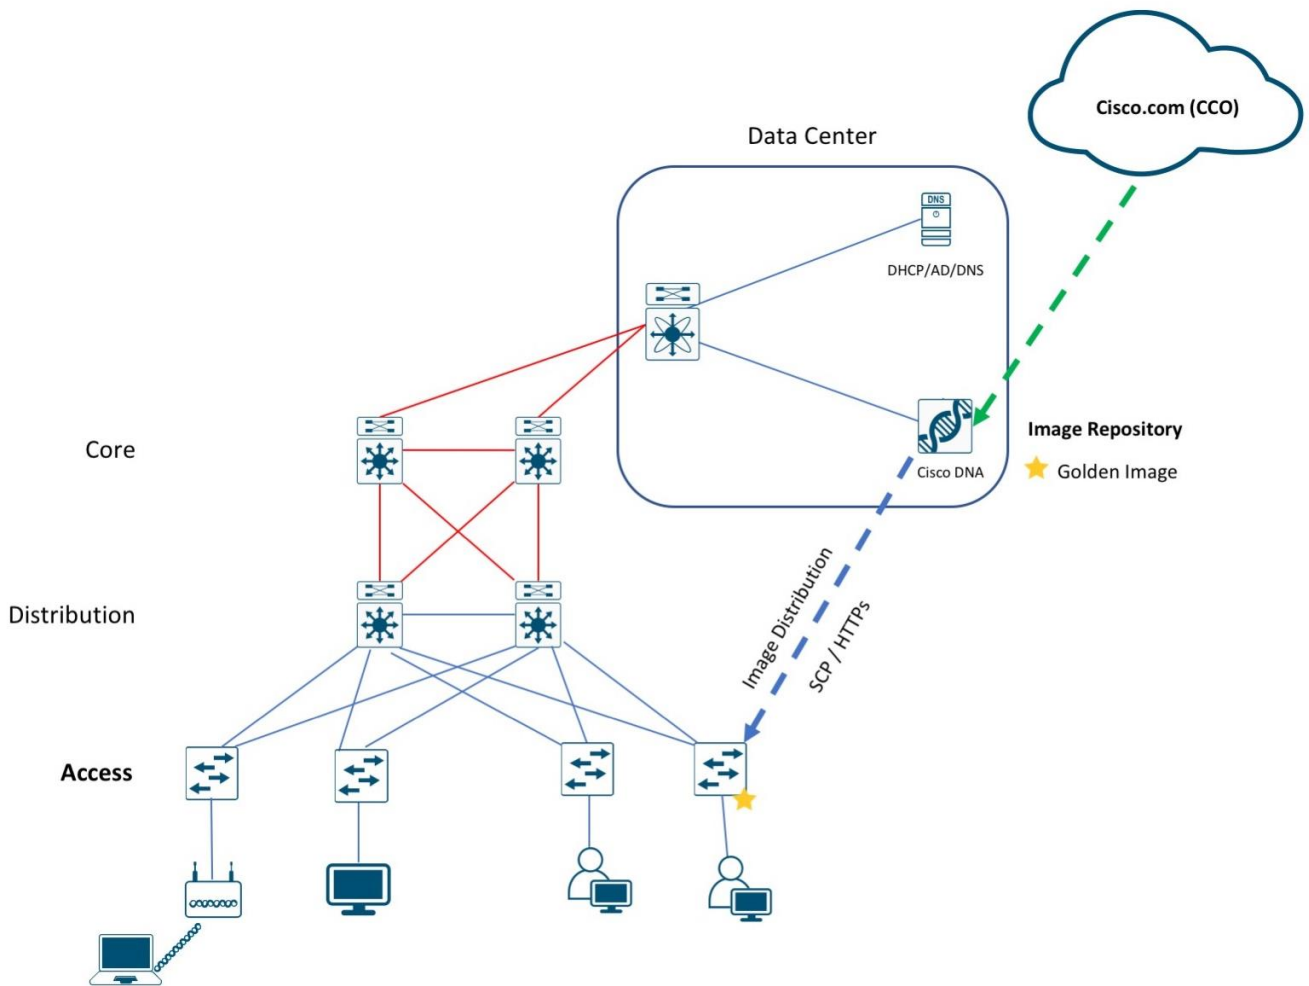 Cisco.com (CCO)
Data Center
DNS
DHCP/AD/DNS
Core
Image Repository
Golden Image
Cisco DNA
Image Distribution
SCP / HTTPs
Distribution
Access